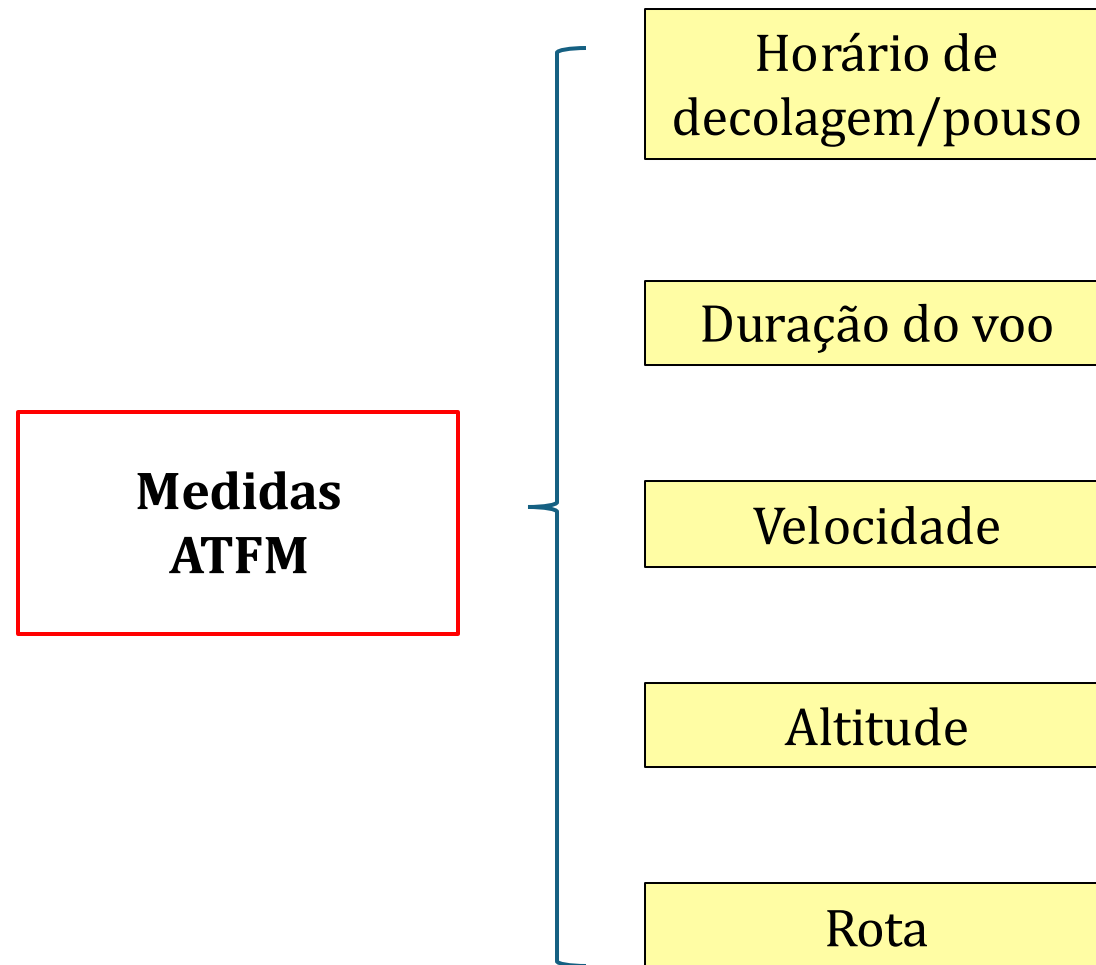 Horário de
decolagem/pouso
Duração do voo
Medidas
ATFM
Velocidade
Altitude
Rota